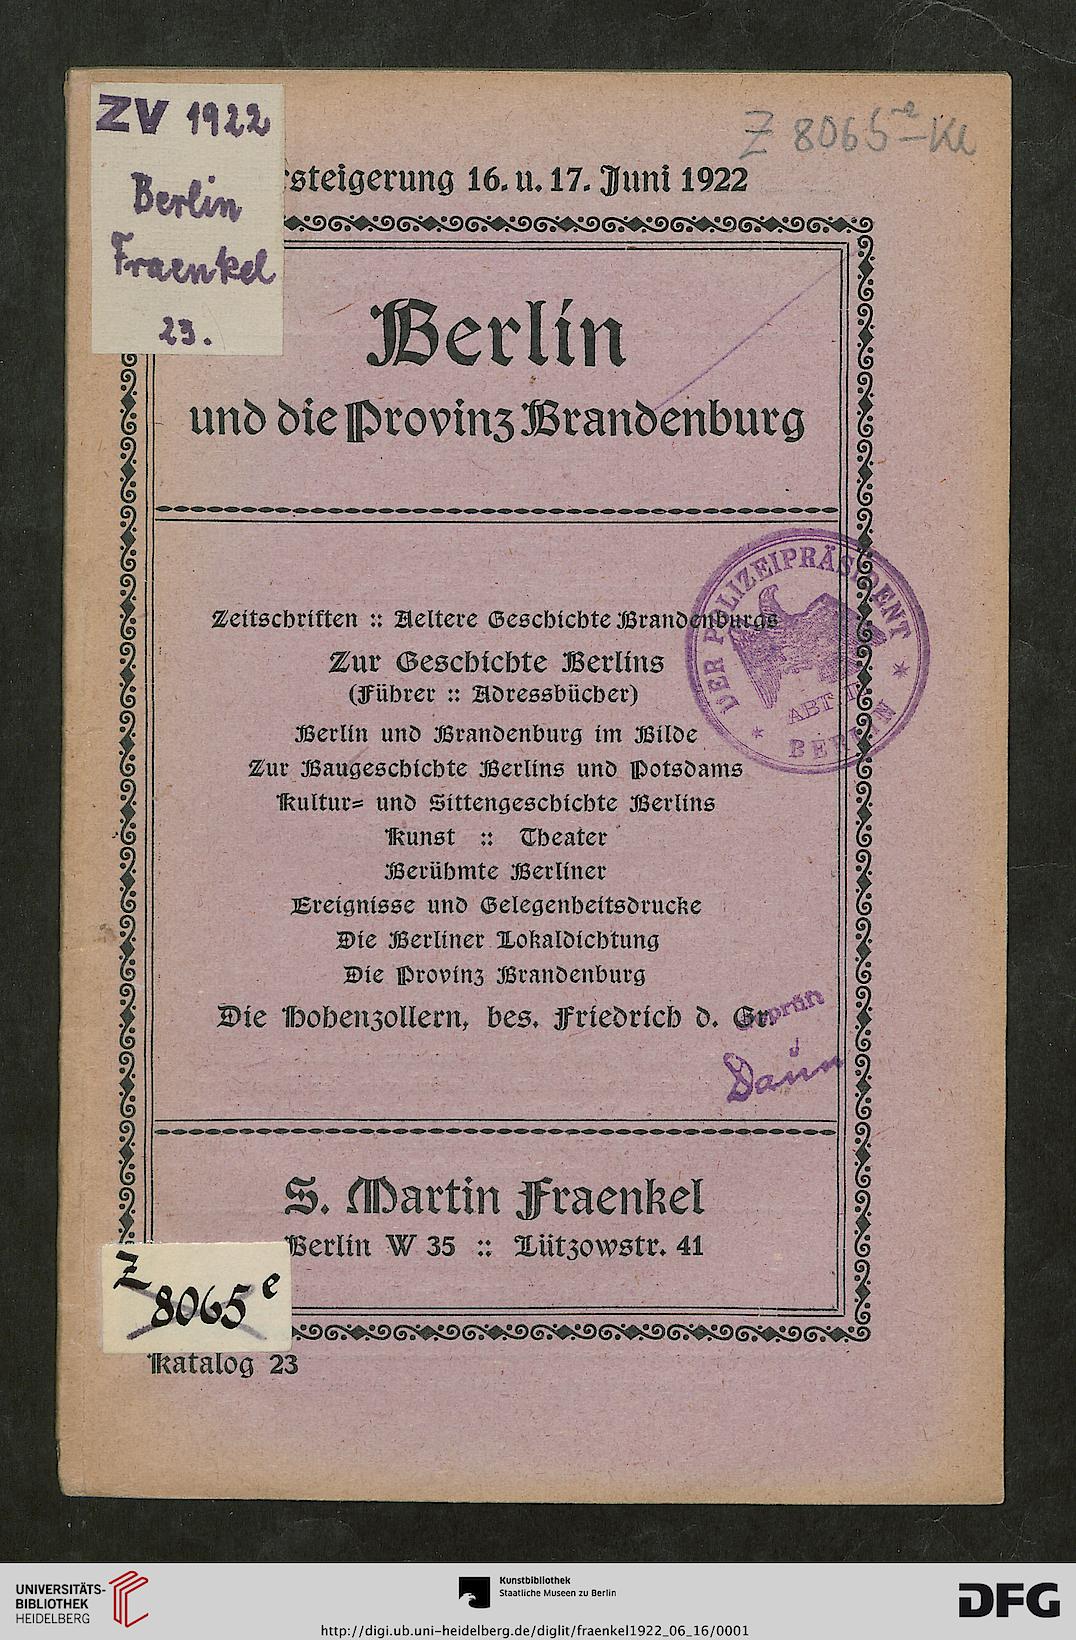 ZV 1922
Berlin
Fraenkel
23.
Z 8065
rsteigerung 16. u. 17. Juni 1922
Berlin
und die Provinz Brandenburg
Zeitschriften :: Aeltere Geschichte Brandenburgs
Zur Geschichte Berlins
(Führer :: Adressbücher)
Berlin und Brandenburg im Bilde
Zur Baugeschichte Berlins und Potsdams
Kultur= und Sittengeschichte Berlins
Kunst :: Theater
Berühmte Berliner
Ereignisse und Gelegenheitsdrucke
Die Berliner Lokaldichtung
Die Provinz Brandenburg
Die Hohenzollern, bes. Friedrich d. Gr.
DER POLIZEIPRÄSIDENT
ABT.
* BERLIN *
S. Martin Fraenkel
Berlin W 35 :: Lützowstr. 41
Z
8065 e
Katalog 23
UNIVERSITÄTS-
BIBLIOTHEK
HEIDELBERG
Kunstbibliothek
Staatliche Museen zu Berlin
DFG
http://digi.ub.uni-heidelberg.de/diglit/fraenkel1922_06_16/0001